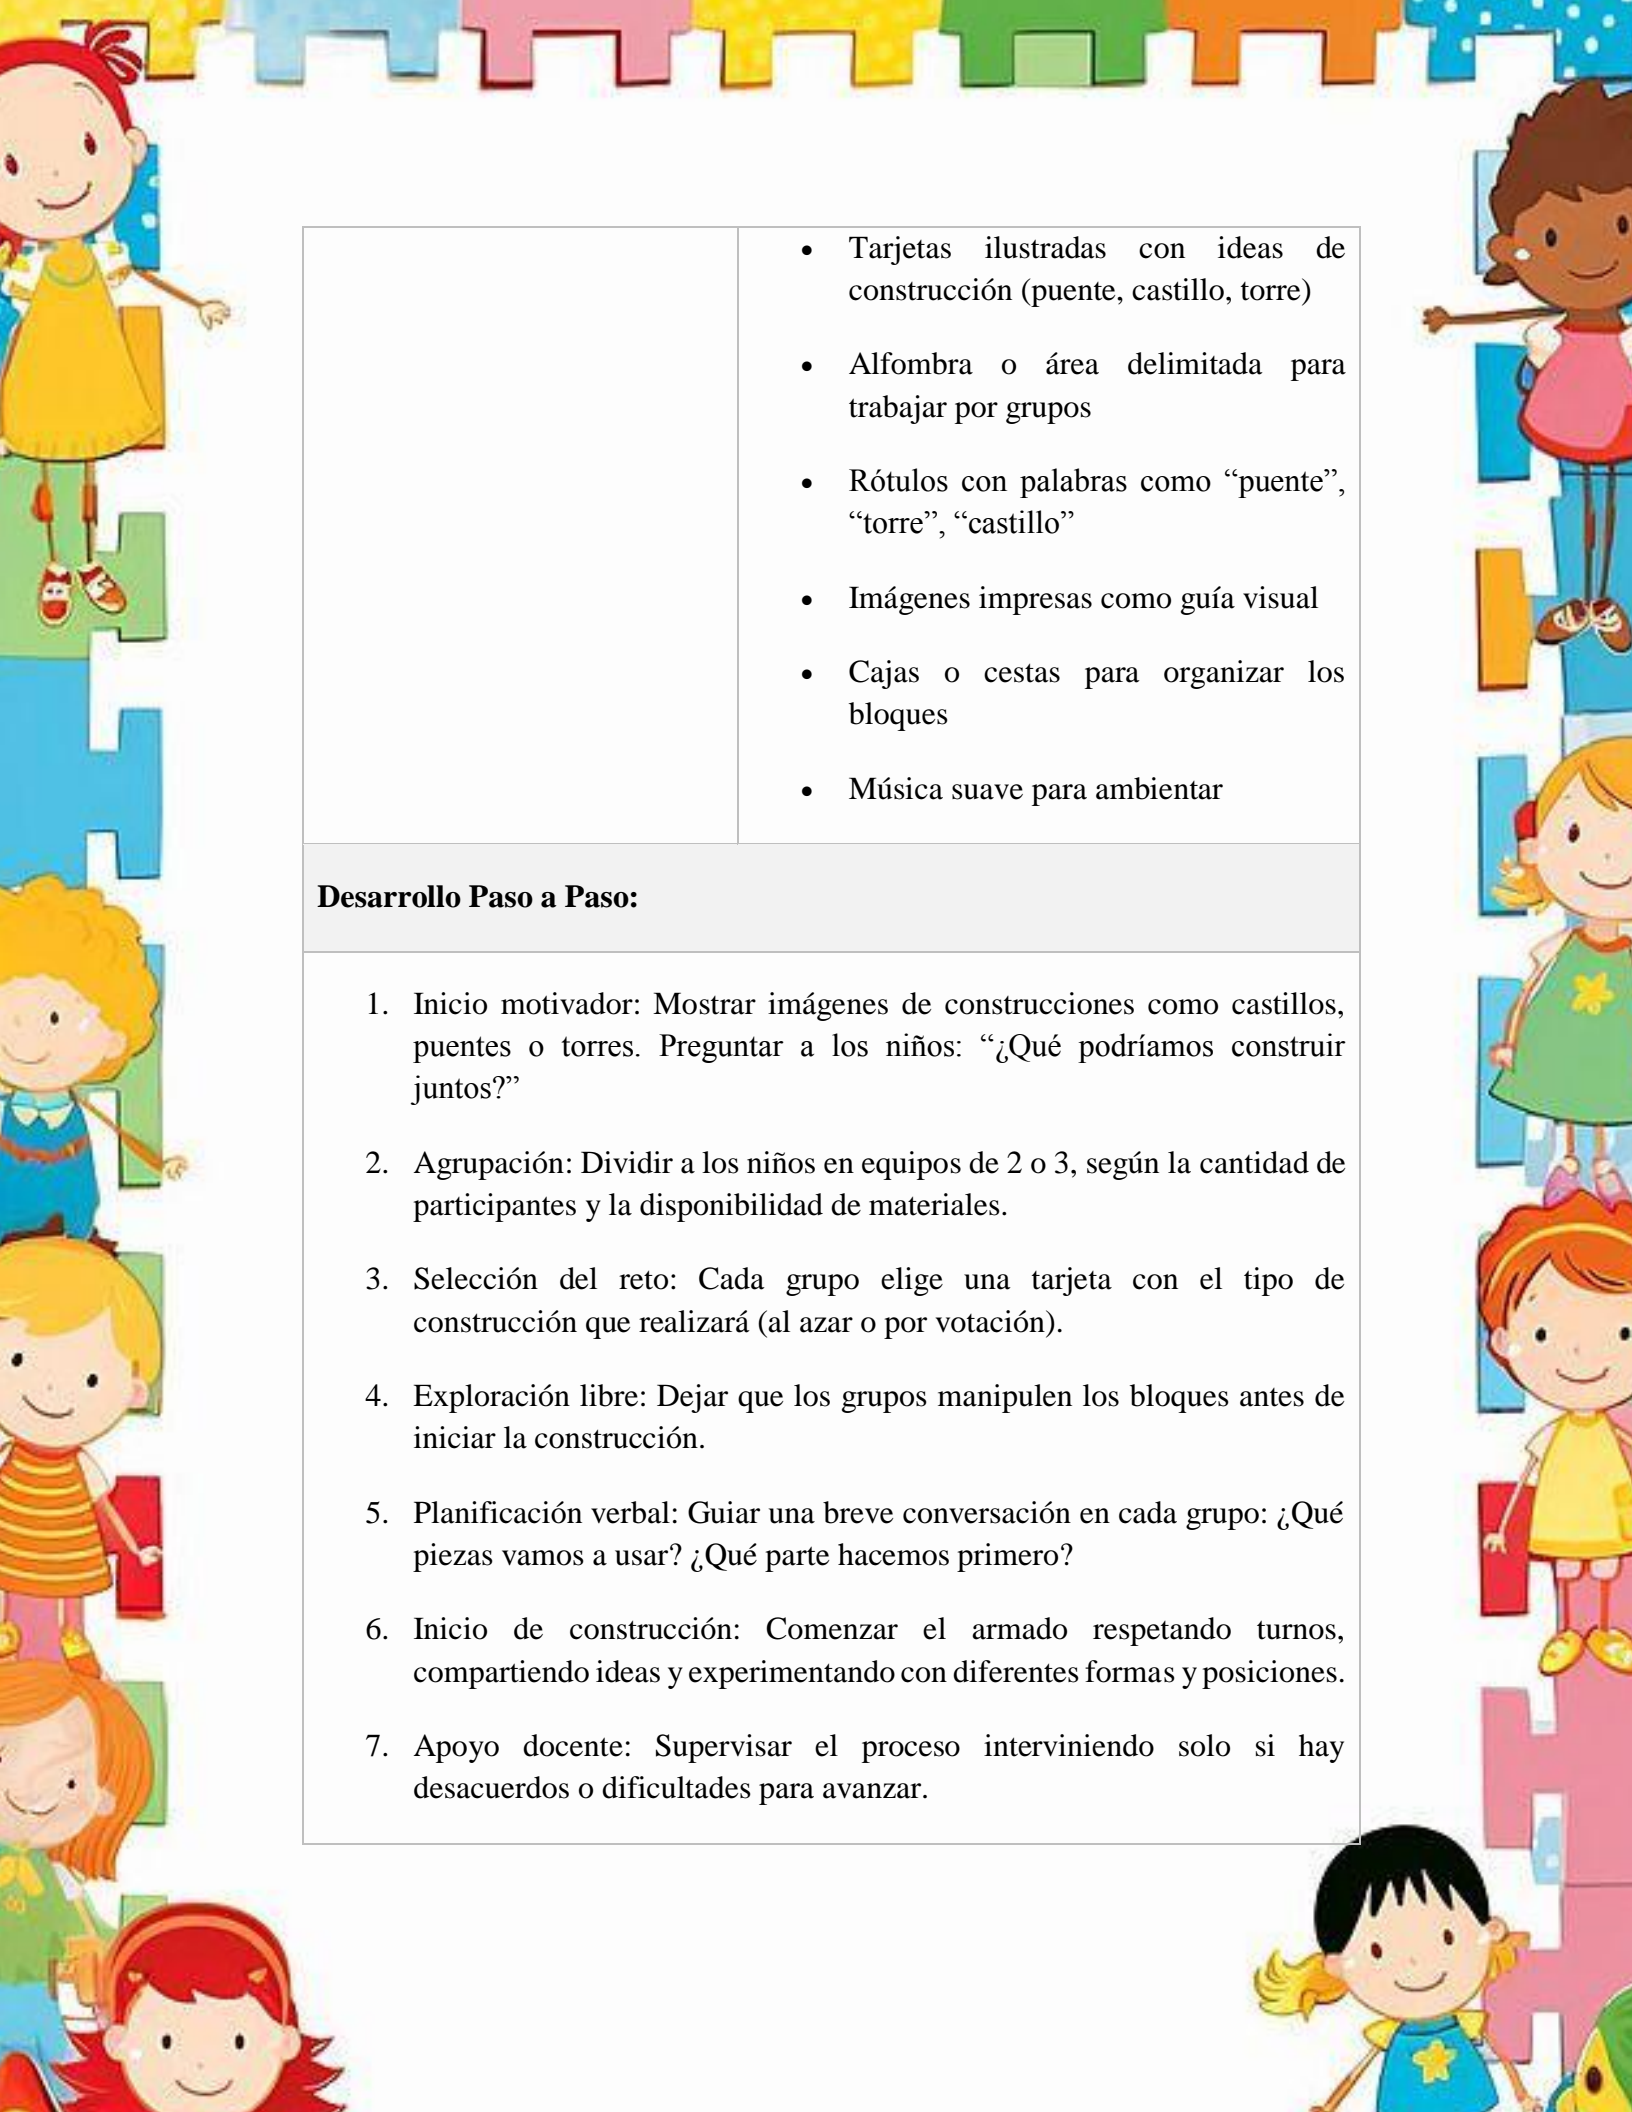 • Tarjetas ilustradas con ideas de
construcción (puente, castillo, torre)
• Alfombra o área delimitada para
trabajar por grupos
• Rótulos con palabras como “puente”,
“torre”, “castillo”
• Imágenes impresas como guía visual
• Cajas o cestas para organizar los
bloques
• Música suave para ambientar
Desarrollo Paso a Paso:
1. Inicio motivador: Mostrar imágenes de construcciones como castillos,
puentes o torres. Preguntar a los niños: “¿Qué podríamos construir
juntos?”
2. Agrupación: Dividir a los niños en equipos de 2 o 3, según la cantidad de
participantes y la disponibilidad de materiales.
3. Selección del reto: Cada grupo elige una tarjeta con el tipo de
construcción que realizará (al azar o por votación).
4. Exploración libre: Dejar que los grupos manipulen los bloques antes de
iniciar la construcción.
5. Planificación verbal: Guiar una breve conversación en cada grupo: ¿Qué
piezas vamos a usar? ¿Qué parte hacemos primero?
6. Inicio de construcción: Comenzar el armado respetando turnos,
compartiendo ideas y experimentando con diferentes formas y posiciones.
7. Apoyo docente: Supervisar el proceso interviniendo solo si hay
desacuerdos o dificultades para avanzar.